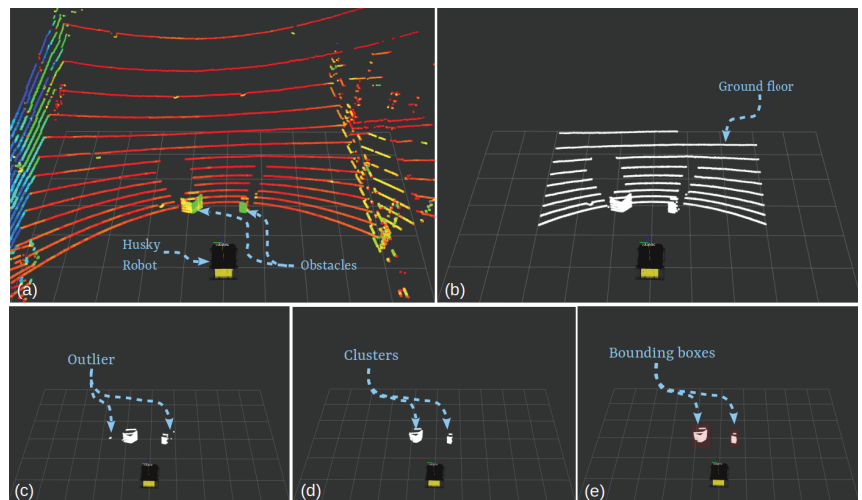 Husky
Robot
Obstacles
(a)
Ground floor
(b)
Outlier
(c)
Clusters
(d)
Bounding boxes
(e)